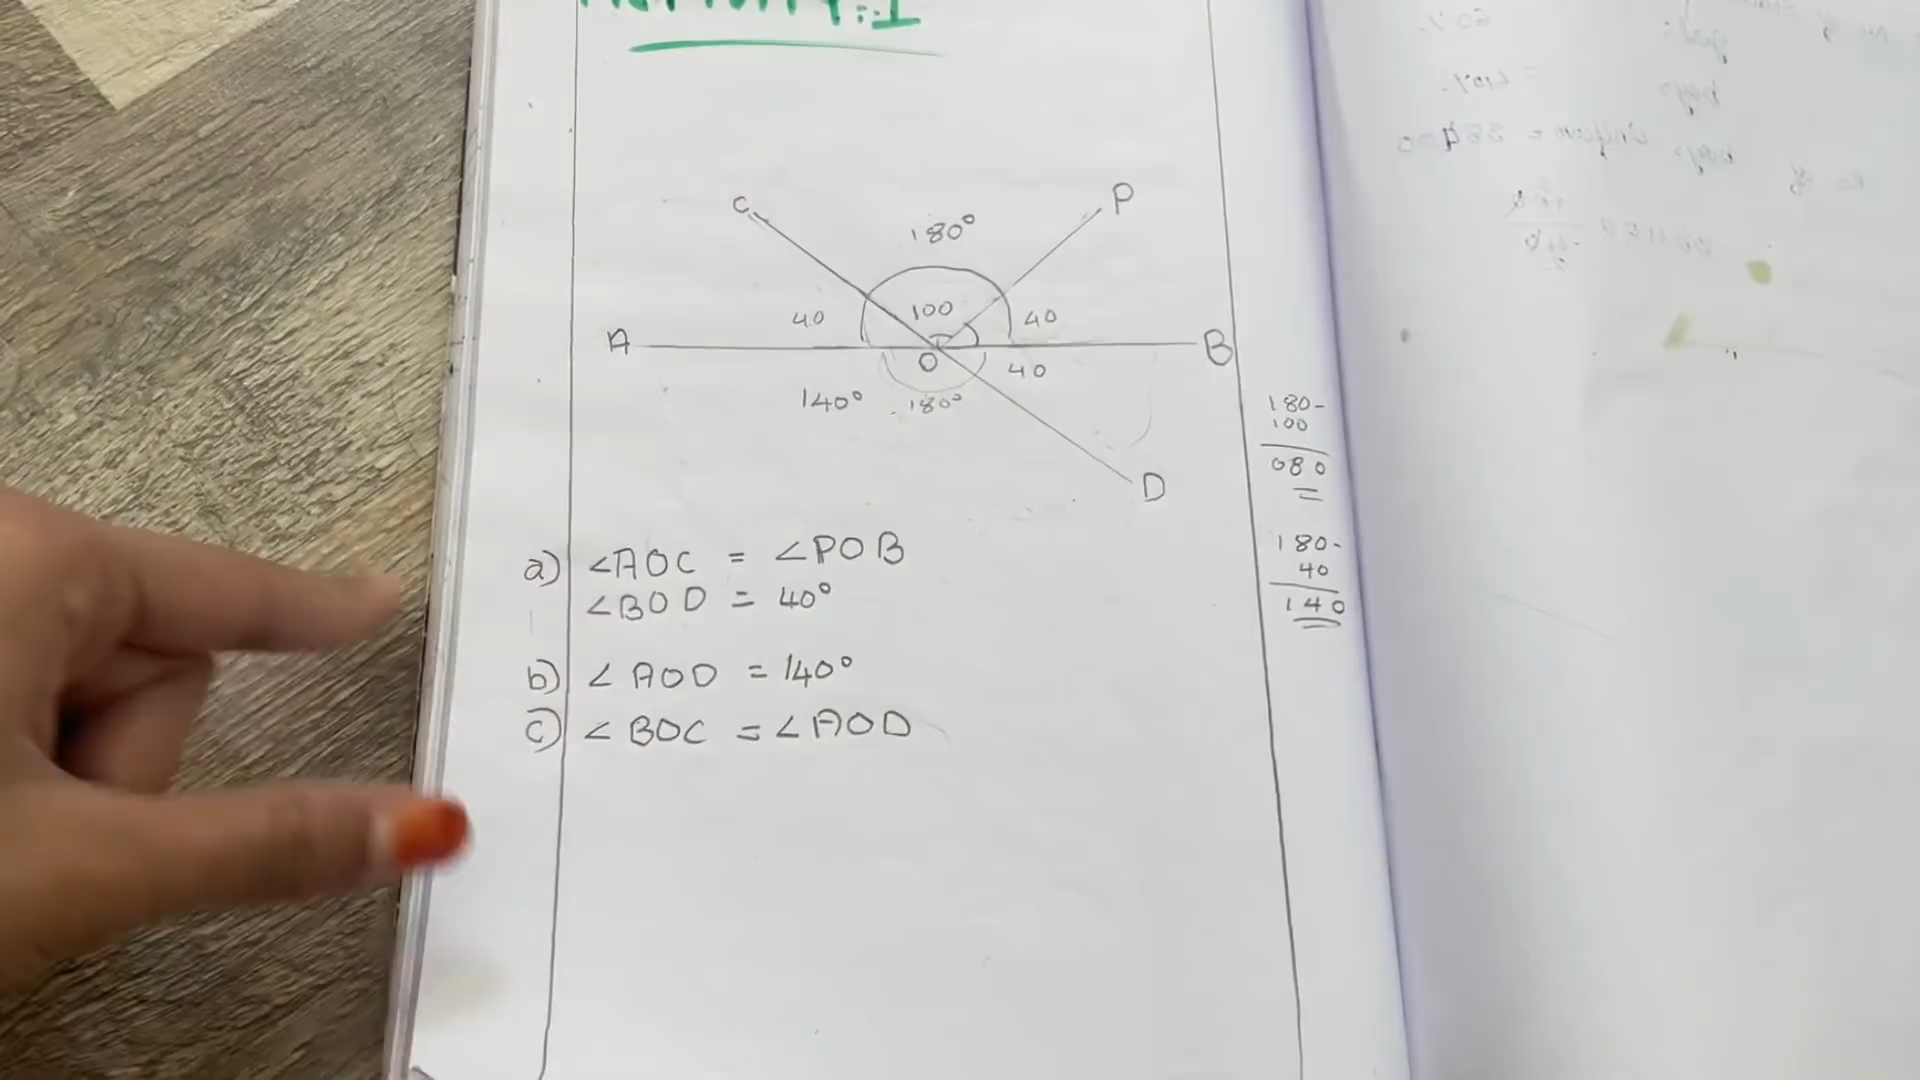 C
P
180°
40
100
40
A
O
B
40
140°
180°
D
180-
100
080
180-
40
140
a) ∠AOC = ∠POB
∠BOD = 40°
b) ∠AOD = 140°
c) ∠BOC = ∠AOD